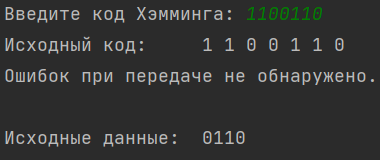 Введите код Хэмминга: 1100110
Исходный код:     1 1 0 0 1 1 0
Ошибок при передаче не обнаружено.
Исходные данные:  0110